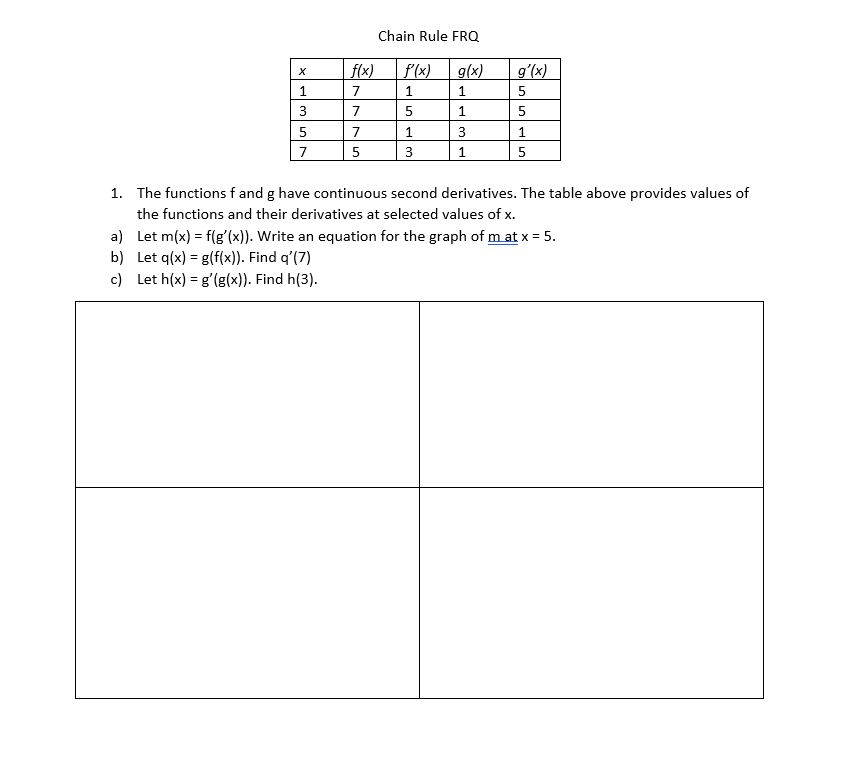 Chain Rule FRQ
x f(x) f′(x) g(x) g′(x)
1 7 1 1 5
3 7 5 1 5
5 7 1 3 1
7 5 3 1 5
1. The functions f and g have continuous second derivatives. The table above provides values of
the functions and their derivatives at selected values of x.
a) Let m(x) = f(g′(x)). Write an equation for the graph of m at x = 5.
b) Let q(x) = g(f(x)). Find q′(7)
c) Let h(x) = g′(g(x)). Find h(3).